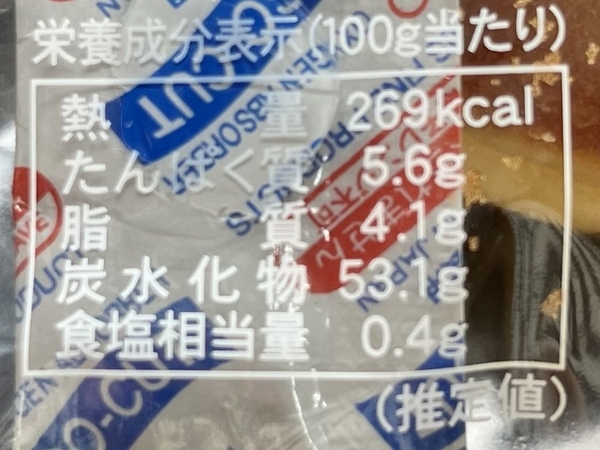 栄養成分表示(100g当たり)
熱量 269kcal
たんぱく質 5.6g
脂質 4.1g
炭水化物 53.1g
食塩相当量 0.4g
(推定値)